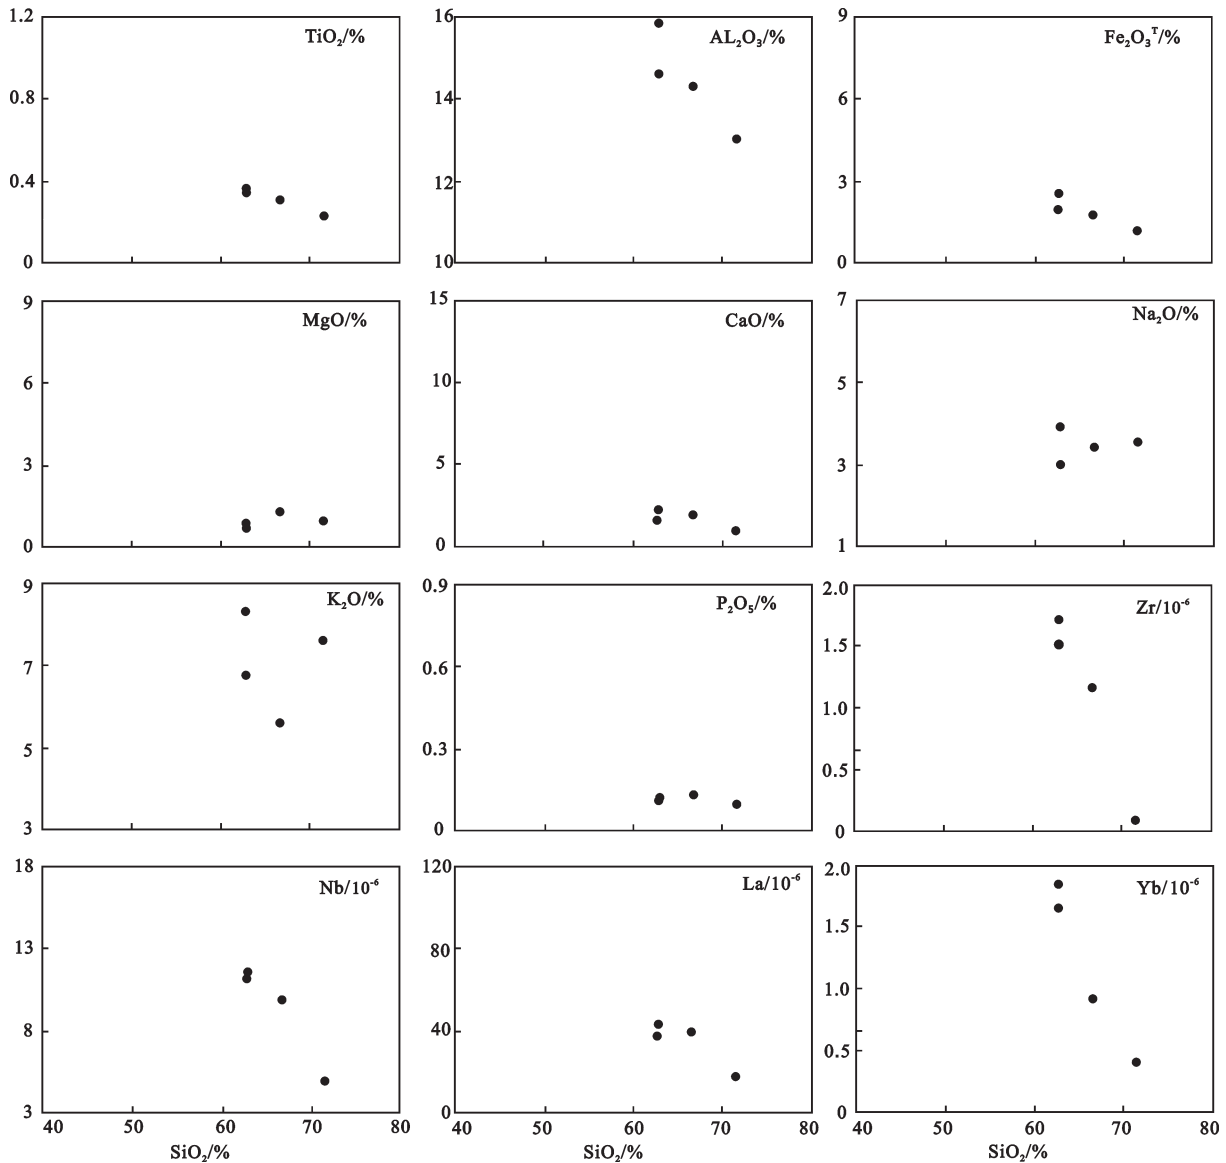 1.2
0.8
0.4
0
TiO₂/%
16
14
12
10
AL₂O₃/%
9
6
3
0
Fe₂O₃ᵀ/%
9
6
3
0
MgO/%
15
10
5
0
CaO/%
7
5
3
1
Na₂O/%
9
7
5
3
K₂O/%
0.9
0.6
0.3
0
P₂O₅/%
2.0
1.5
1.0
0.5
0
Zr/10⁻⁶
18
13
8
3
Nb/10⁻⁶
40 50 60 70 80
SiO₂/%
120
80
40
0
La/10⁻⁶
40 50 60 70 80
SiO₂/%
2.0
1.5
1.0
0.5
0
Yb/10⁻⁶
40 50 60 70 80
SiO₂/%